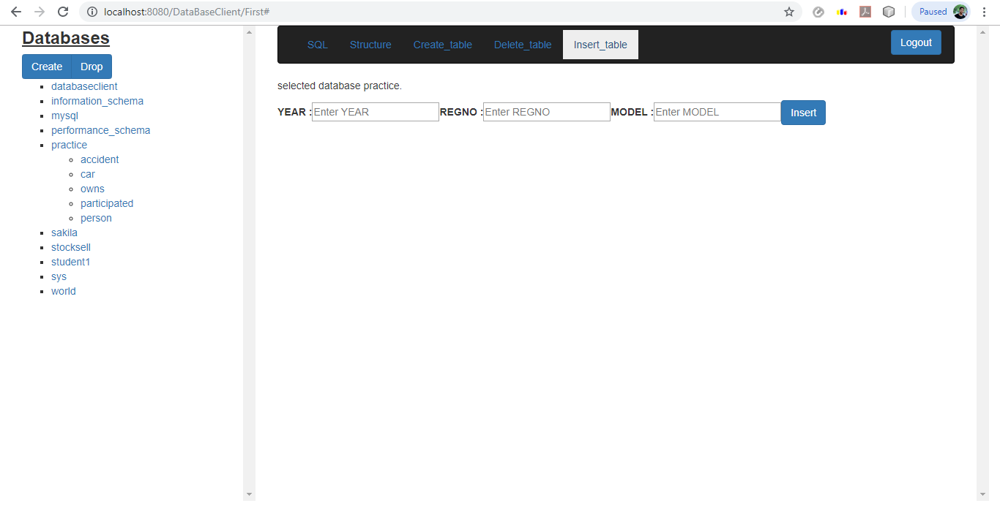 localhost:8080/DataBaseClient/First#
Paused
Databases
Create Drop
databaseclient
information_schema
mysql
performance_schema
practice
accident
car
owns
participated
person
sakila
stocksell
student1
sys
world
SQL Structure Create_table Delete_table Insert_table Logout
selected database practice.
YEAR : Enter YEAR REGNO : Enter REGNO MODEL : Enter MODEL Insert